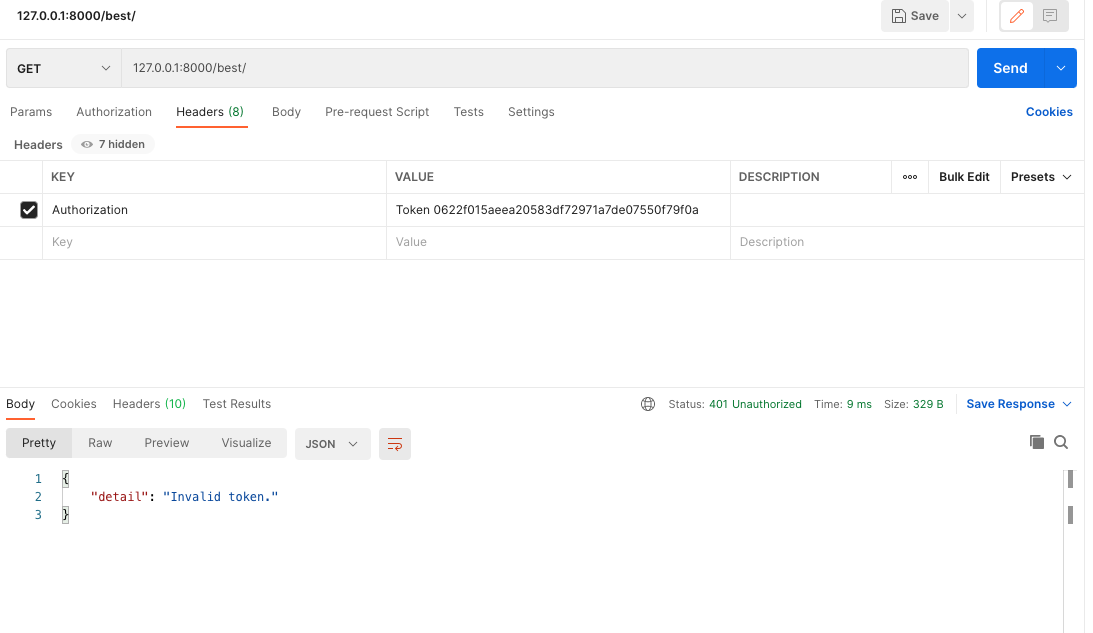 127.0.0.1:8000/best/
Save
GET
127.0.0.1:8000/best/
Send
Params Authorization Headers (8) Body Pre-request Script Tests Settings Cookies
Headers 7 hidden
KEY VALUE DESCRIPTION ooo Bulk Edit Presets
Authorization Token 0622f015aeea20583df72971a7de07550f79f0a
Key Value Description
Body Cookies Headers (10) Test Results Status: 401 Unauthorized Time: 9 ms Size: 329 B Save Response
Pretty Raw Preview Visualize JSON
1 {
2 "detail": "Invalid token."
3 }